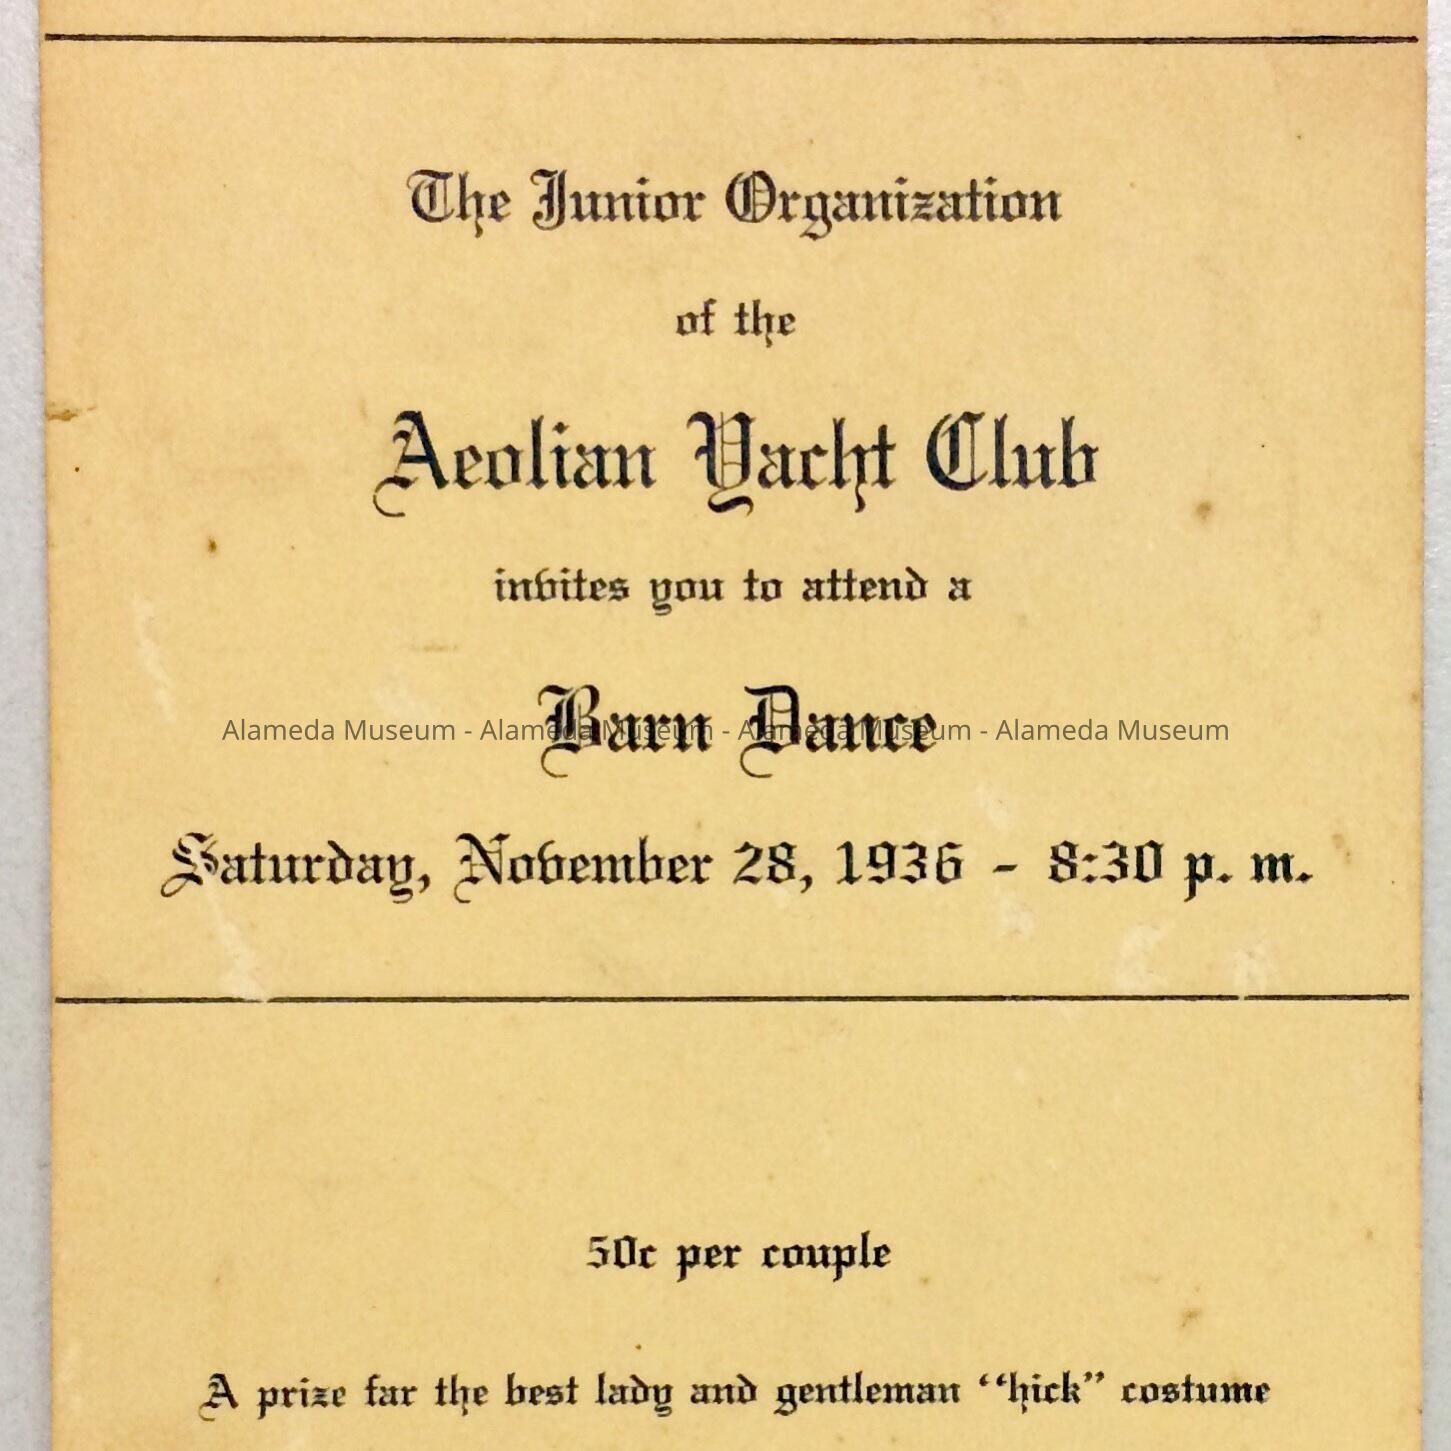 The Junior Organization
of the
Aeolian Yacht Club
invites you to attend a
Barn Dance
Alameda Museum - Alameda Museum - Alameda Museum - Alameda Museum
Saturday, November 28, 1936 - 8:30 p. m.
50c per couple
A prize far the best lady and gentleman “hick” costume